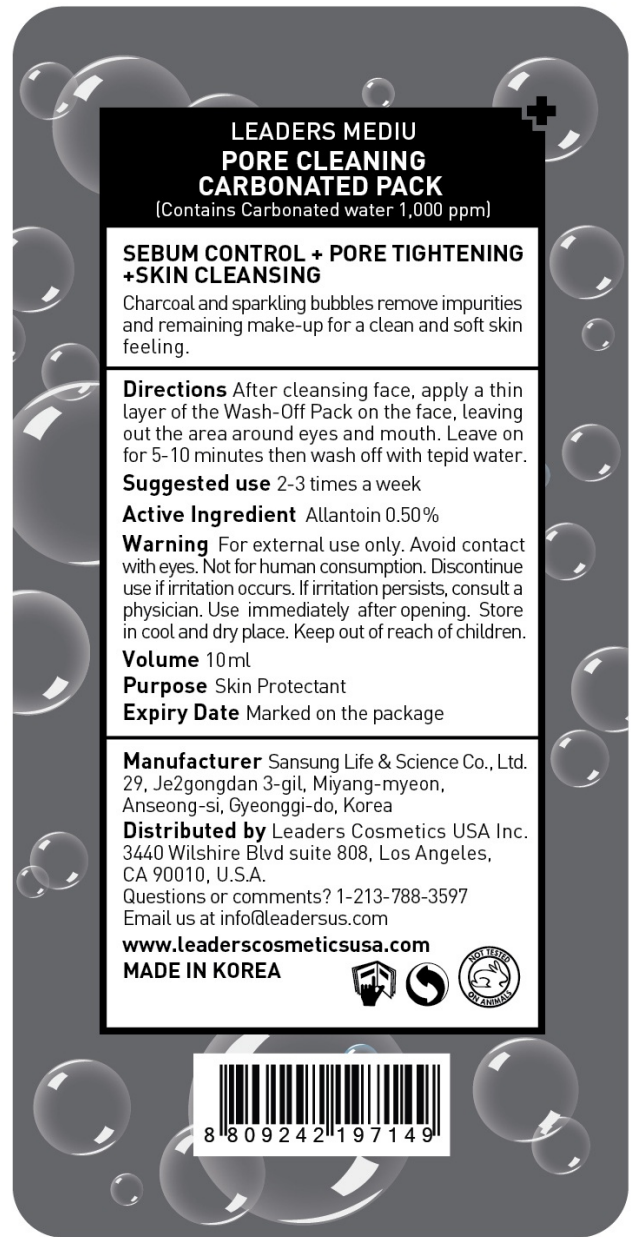 LEADERS MEDIU
PORE CLEANING
CARBONATED PACK
(Contains Carbonated water 1,000 ppm)
SEBUM CONTROL + PORE TIGHTENING
+SKIN CLEANSING
Charcoal and sparkling bubbles remove impurities
and remaining make-up for a clean and soft skin
feeling.
Directions After cleansing face, apply a thin
layer of the Wash-Off Pack on the face, leaving
out the area around eyes and mouth. Leave on
for 5-10 minutes then wash off with tepid water.
Suggested use 2-3 times a week
Active Ingredient Allantoin 0.50%
Warning For external use only. Avoid contact
with eyes. Not for human consumption. Discontinue
use if irritation occurs. If irritation persists, consult a
physician. Use immediately after opening. Store
in cool and dry place. Keep out of reach of children.
Volume 10ml
Purpose Skin Protectant
Expiry Date Marked on the package
Manufacturer Sansung Life & Science Co., Ltd.
29, Je2gongdan 3-gil, Miyang-myeon,
Anseong-si, Gyeonggi-do, Korea
Distributed by Leaders Cosmetics USA Inc.
3440 Wilshire Blvd suite 808, Los Angeles,
CA 90010, U.S.A.
Questions or comments? 1-213-788-3597
Email us at info@leadersus.com
www.leaderscosmeticsusa.com
MADE IN KOREA
NOT TESTED
ON ANIMALS
8 809242 197149